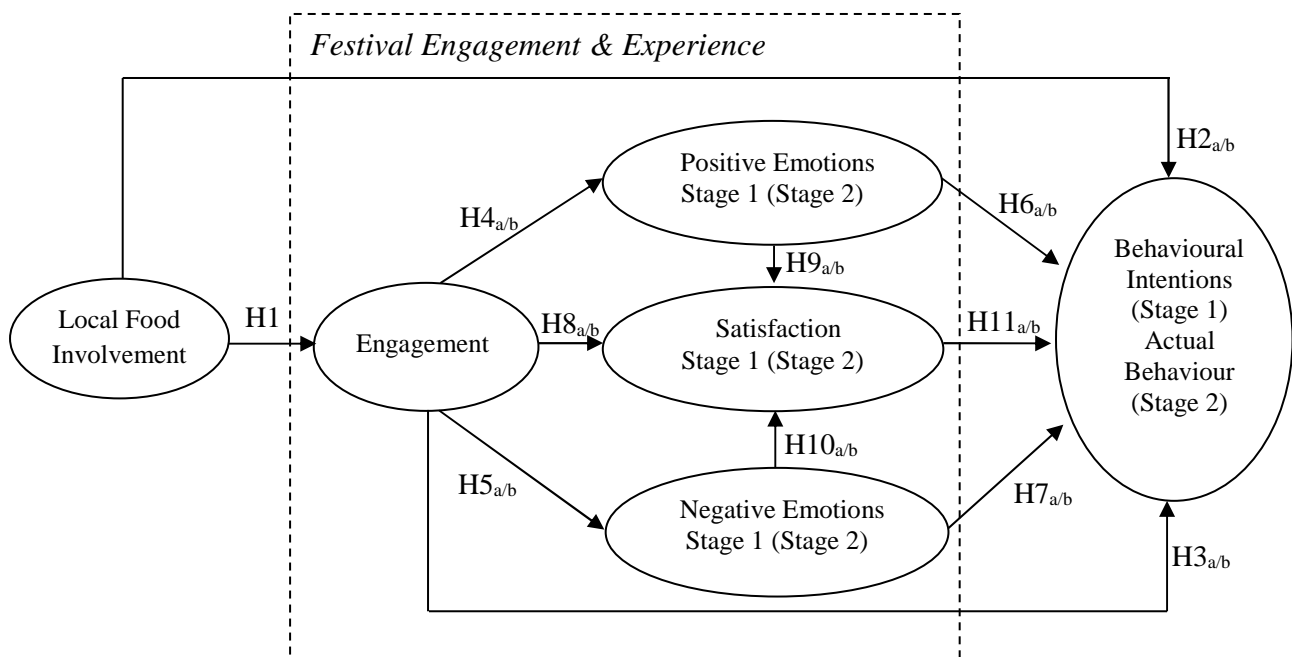 Festival Engagement & Experience
H2a/b
Positive Emotions
Stage 1 (Stage 2)
H4a/b
H6a/b
H9a/b
Behavioural
Intentions
(Stage 1)
Actual
Behaviour
(Stage 2)
Local Food
Involvement
H1
Engagement
H8a/b
Satisfaction
Stage 1 (Stage 2)
H11a/b
H10a/b
H5a/b
H7a/b
Negative Emotions
Stage 1 (Stage 2)
H3a/b